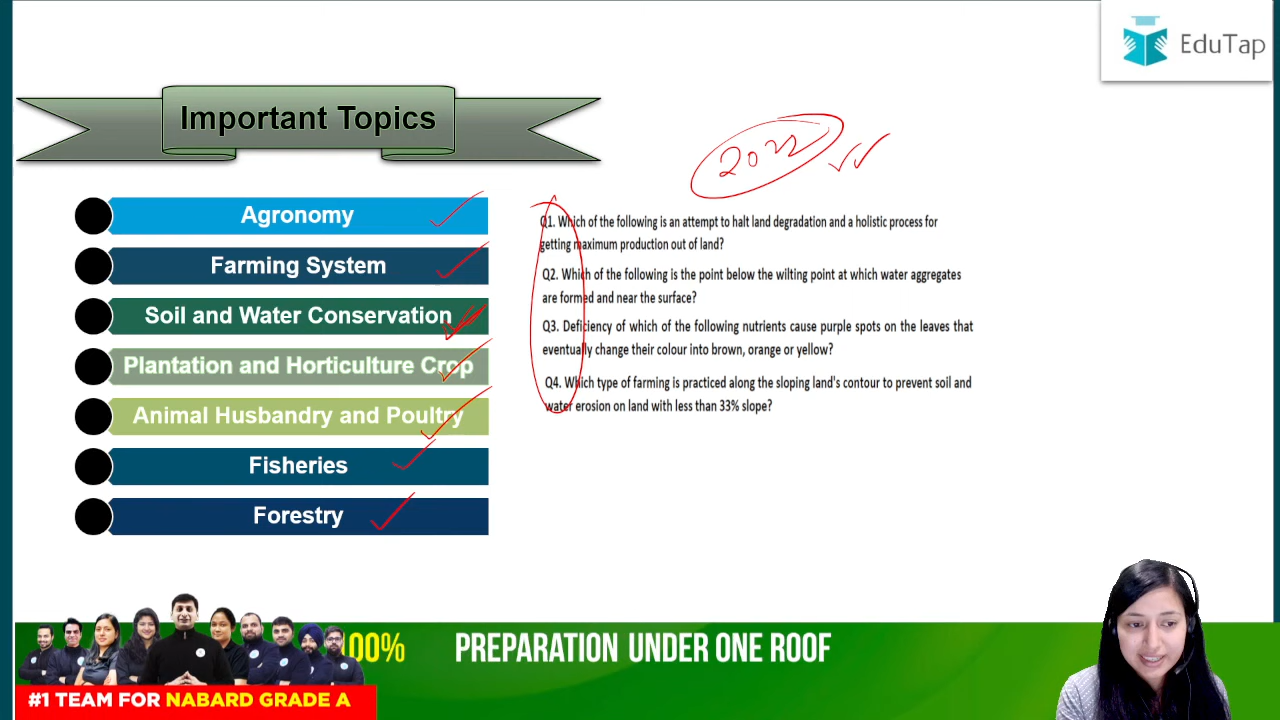 EduTap
Important Topics
2022
Agronomy
Farming System
Soil and Water Conservation
Plantation and Horticulture Crop
Animal Husbandry and Poultry
Fisheries
Forestry
Q1. Which of the following is an attempt to halt land degradation and a holistic process for
getting maximum production out of land?
Q2. Which of the following is the point below the wilting point at which water aggregates
are formed and near the surface?
Q3. Deficiency of which of the following nutrients cause purple spots on the leaves that
eventually change their colour into brown, orange or yellow?
Q4. Which type of farming is practiced along the sloping land's contour to prevent soil and
water erosion on land with less than 33% slope?
100% PREPARATION UNDER ONE ROOF
#1 TEAM FOR NABARD GRADE A